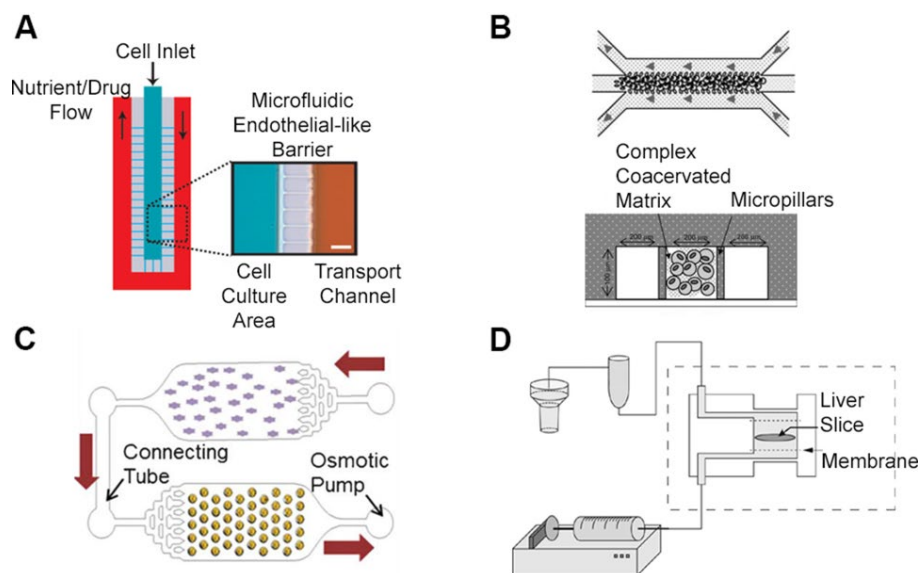 A
Cell Inlet
Nutrient/Drug
Flow
Microfluidic
Endothelial-like
Barrier
Cell
Culture
Area
Transport
Channel
B
Complex
Coacervated
Matrix
Micropillars
200 μm
200 μm
200 μm
C
Connecting
Tube
Osmotic
Pump
D
Liver
Slice
Membrane